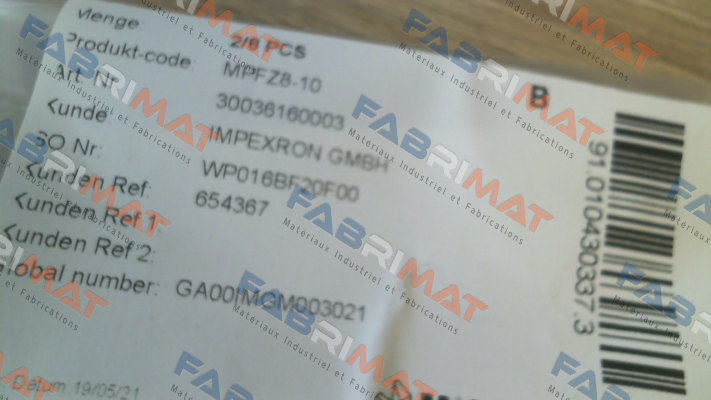 Menge: 2/8 PCS
Produkt-code: MPFZ8-10
Art. Nr. 30036160003
Kunde: IMPEXRON GMBH
SO Nr: WP016BF20F00
Kunden Ref: 654367
Kunden Ref 1
Kunden Ref 2:
Global number: GA00IMGM003021
Datum: 19/05/21
B
91.010430337.3
FABRIMAT
Materiaux Industriel et Fabrications